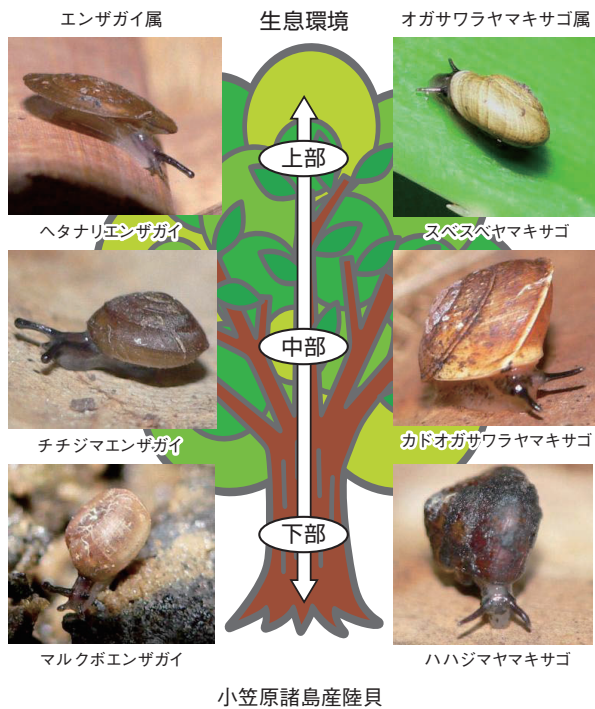 エンザガイ属
生息環境
オガサワラヤマキサゴ属
上部
ヘタナリエンザガイ
スベスベヤマキサゴ
中部
チチジマエンザガイ
カドオガサワラヤマキサゴ
下部
マルクボエンザガイ
ハハジマヤマキサゴ
小笠原諸島産陸貝